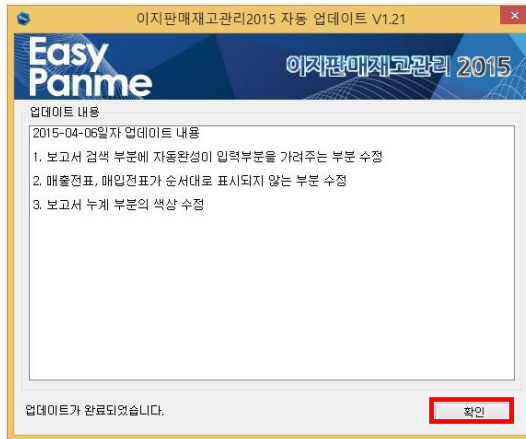 이지판매재고관리2015 자동 업데이트 V1.21
Easy
Panme
이지판매재고관리 2015
업데이트 내용
2015-04-06일자 업데이트 내용
1. 보고서 검색 부분에 자동완성이 입력부분을 가려주는 부분 수정
2. 매출전표, 매입전표가 순서대로 표시되지 않는 부분 수정
3. 보고서 누계 부분의 색상 수정
업데이트가 완료되었습니다.
확인